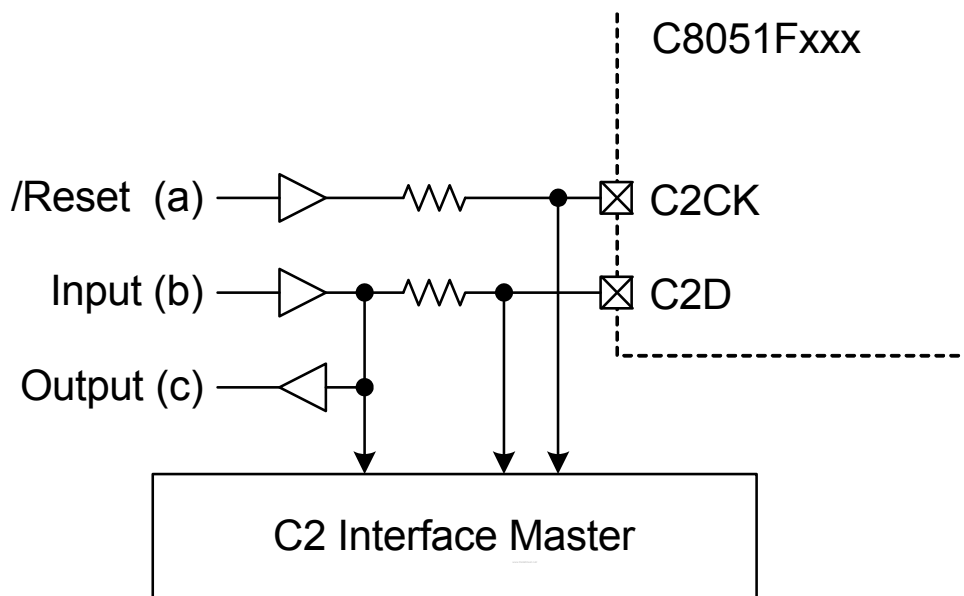 C8051Fxxx
/Reset (a)
C2CK
Input (b)
C2D
Output (c)
C2 Interface Master